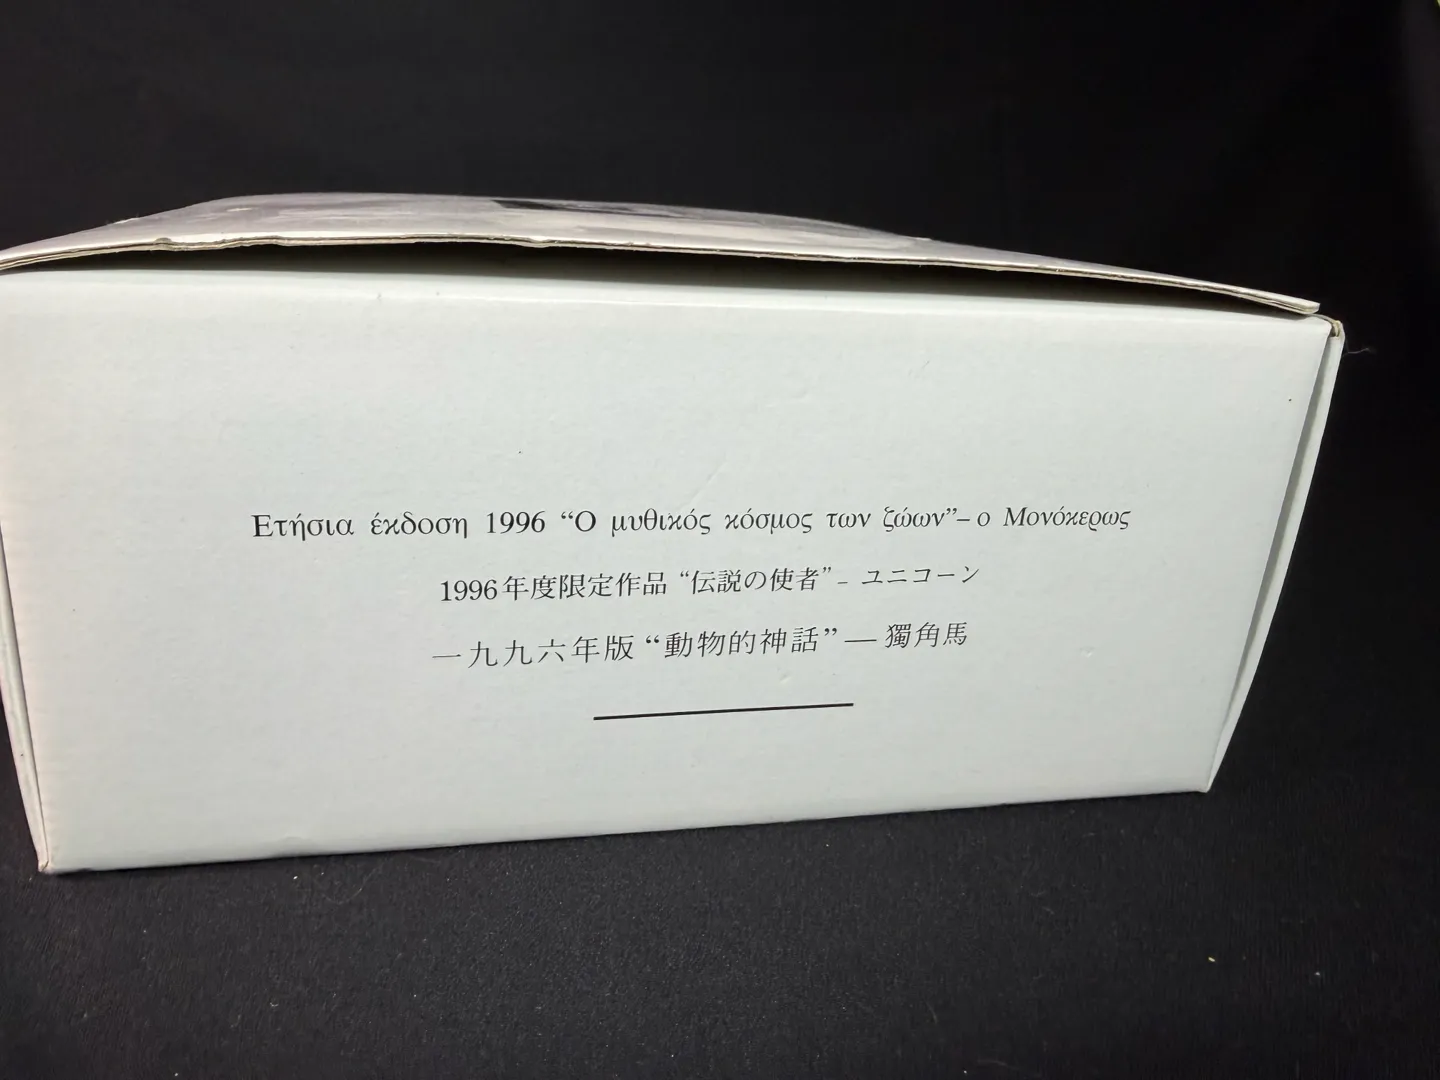 Ετήσια έκδοση 1996 “Ο μυθικός κόσμος των ζώων”– ο Μονόκερως
1996年度限定作品 “伝説の使者” – ユニコーン
一九九六年版 “動物的神話” — 獨角馬